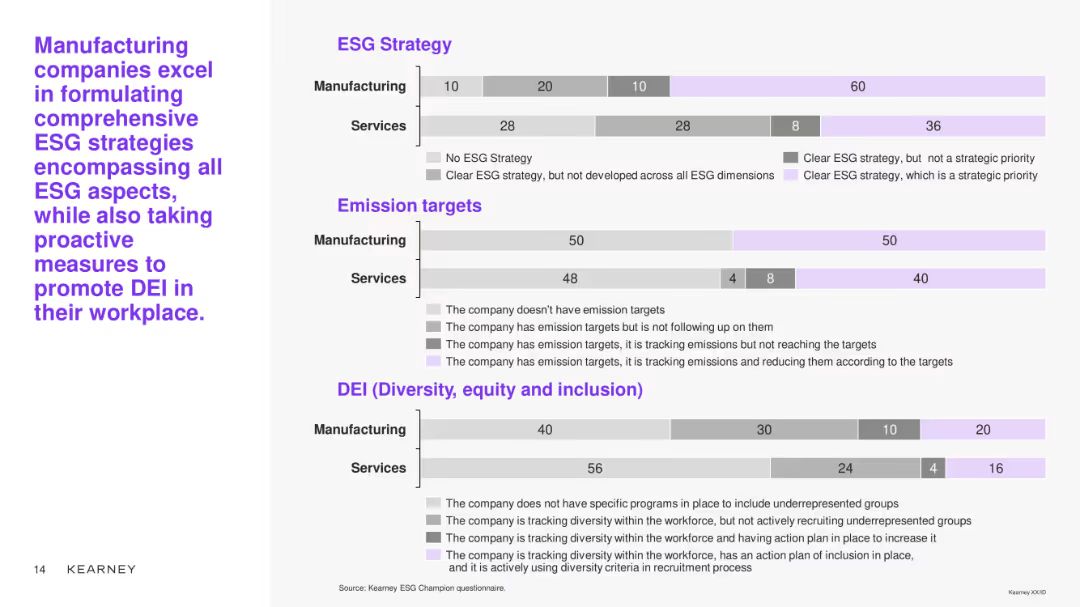 Manufacturing
companies excel
in formulating
comprehensive
ESG strategies
encompassing all
ESG aspects,
while also taking
proactive
measures to
promote DEI in
their workplace.
ESG Strategy
Manufacturing 10 20 10 60
Services 28 28 8 36
No ESG Strategy
Clear ESG strategy, but not developed across all ESG dimensions
Clear ESG strategy, but not a strategic priority
Clear ESG strategy, which is a strategic priority
Emission targets
Manufacturing 50 50
Services 48 4 8 40
The company doesn't have emission targets
The company has emission targets but is not following up on them
The company has emission targets, it is tracking emissions but not reaching the targets
The company has emission targets, it is tracking emissions and reducing them according to the targets
DEI (Diversity, equity and inclusion)
Manufacturing 40 30 10 20
Services 56 24 4 16
The company does not have specific programs in place to include underrepresented groups
The company is tracking diversity within the workforce, but not actively recruiting underrepresented groups
The company is tracking diversity within the workforce and having action plan in place to increase it
The company is tracking diversity within the workforce, has an action plan of inclusion in place,
and it is actively using diversity criteria in recruitment process
Source: Kearney ESG Champion questionnaire.
14 KEARNEY
Kearney XX/ID